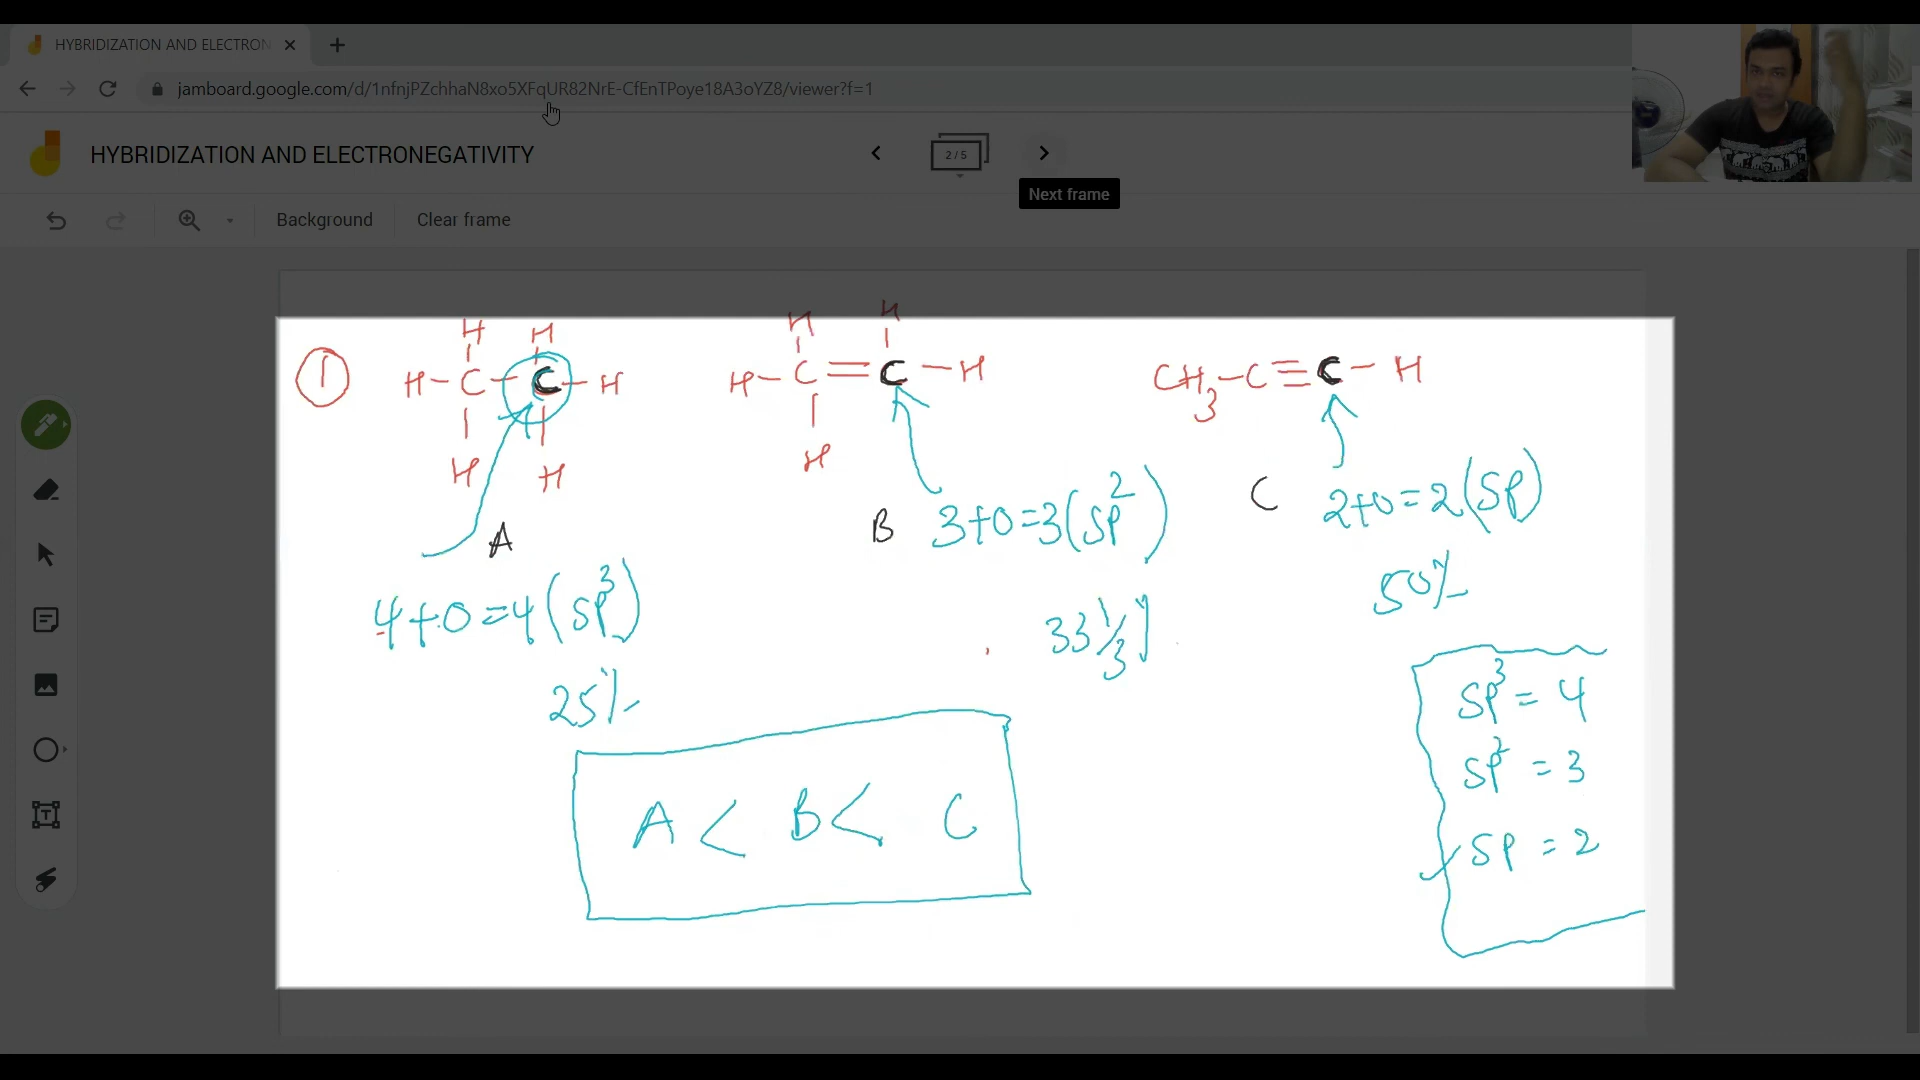 HYBRIDIZATION AND ELECTRON
jamboard.google.com/d/1nfnjPZchhaN8xo5XFqUR82NrE-CfEnTPoye18A3oYZ8/viewer?f=1
HYBRIDIZATION AND ELECTRONEGATIVITY
2 / 5
Next frame
Background
Clear frame
H H H H
1 H-C-C-H H-C=C-H CH3-C≡C-H
H H H
A B 3+0=3(sp²) C 2+0=2(sp)
4+0=4(sp³) 33 1/3 50%
25%
sp³ = 4
sp² = 3
A < B < C sp = 2